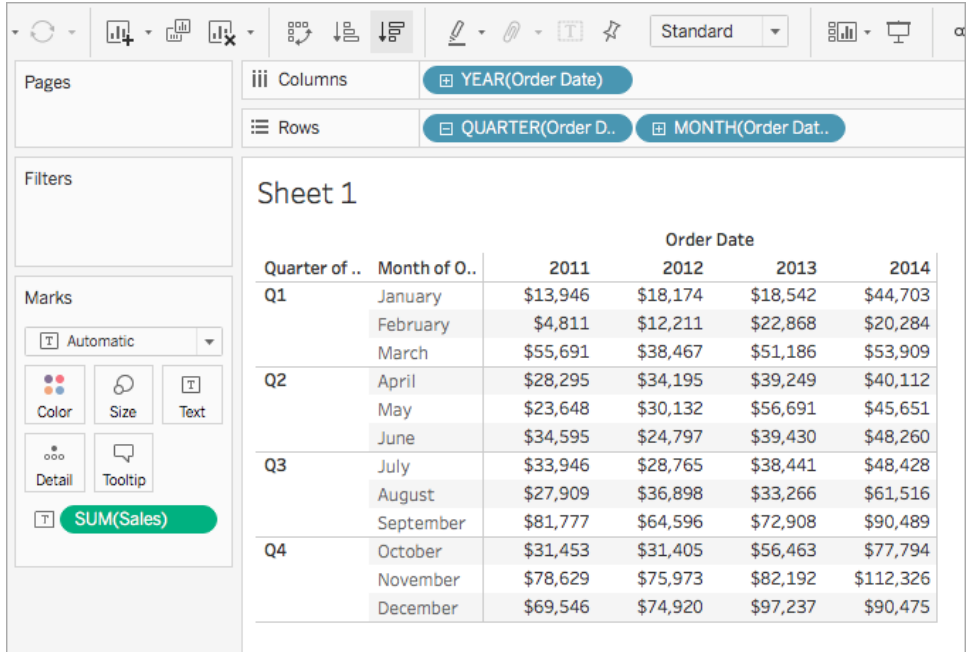 Standard
Pages
iii Columns
YEAR(Order Date)
Rows
QUARTER(Order D..
MONTH(Order Dat..
Filters
Sheet 1
Order Date
Quarter of .. Month of O.. 2011 2012 2013 2014
Marks
Q1 January $13,946 $18,174 $18,542 $44,703
February $4,811 $12,211 $22,868 $20,284
T Automatic
March $55,691 $38,467 $51,186 $53,909
Q2 April $28,295 $34,195 $39,249 $40,112
Color Size T Text
May $23,648 $30,132 $56,691 $45,651
June $34,595 $24,797 $39,430 $48,260
Q3 July $33,946 $28,765 $38,441 $48,428
Detail Tooltip
August $27,909 $36,898 $33,266 $61,516
T SUM(Sales)
September $81,777 $64,596 $72,908 $90,489
Q4 October $31,453 $31,405 $56,463 $77,794
November $78,629 $75,973 $82,192 $112,326
December $69,546 $74,920 $97,237 $90,475